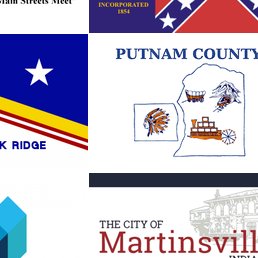 Main Streets Meet
INCORPORATED
1854
PUTNAM COUNTY
K RIDGE
THE CITY OF
Martinsvill
INDIA